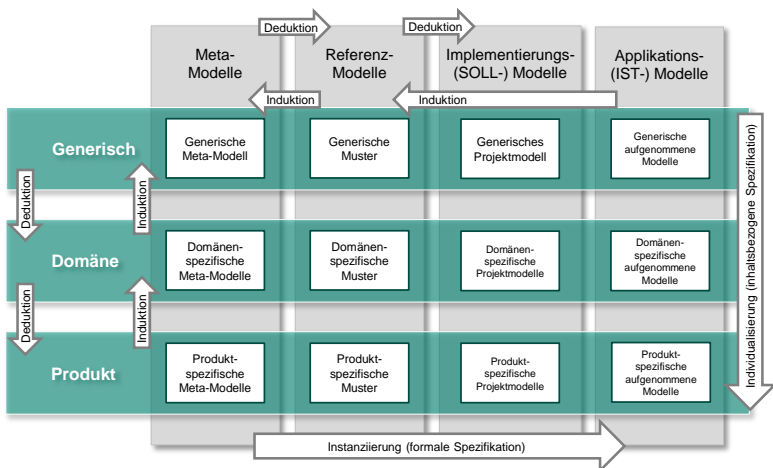 Deduktion
Deduktion
Meta-
Modelle
Referenz-
Modelle
Implementierungs-
(SOLL-) Modelle
Applikations-
(IST-) Modelle
Induktion
Induktion
Generisch
Generische
Meta-Modell
Generische
Muster
Generisches
Projektmodell
Generische
aufgenommene
Modelle
Deduktion
Induktion
Domäne
Domänen-
spezifische
Meta-Modelle
Domänen-
spezifische
Muster
Domänen-
spezifische
Projektmodelle
Domänen-
spezifische
aufgenommene
Modelle
Deduktion
Induktion
Produkt
Produkt-
spezifische
Meta-Modelle
Produkt-
spezifische
Muster
Produkt-
spezifische
Projektmodelle
Produkt-
spezifische
aufgenommene
Modelle
Individualisierung (inhaltsbezogene Spezifikation)
Instanziierung (formale Spezifikation)